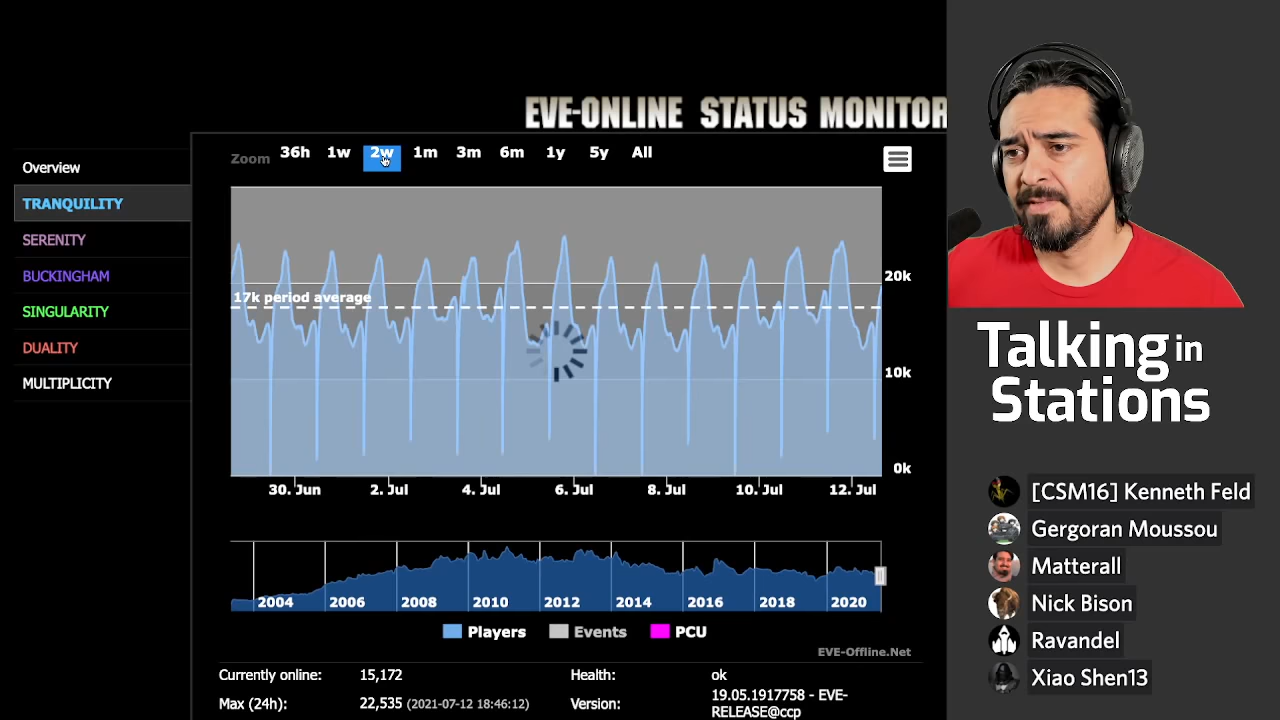 EVE-ONLINE STATUS MONITOR
Zoom 36h 1w 2w 1m 3m 6m 1y 5y All
Overview
TRANQUILITY
SERENITY
BUCKINGHAM
SINGULARITY
DUALITY
MULTIPLICITY
20k
17k period average
10k
0k
30. Jun 2. Jul 4. Jul 6. Jul 8. Jul 10. Jul 12. Jul
2004 2006 2008 2010 2012 2014 2016 2018 2020
Players Events PCU
EVE-Offline.Net
Currently online: 15,172 Health: ok
Max (24h): 22,535 (2021-07-12 18:46:12) Version: 19.05.1917758 - EVE-
RELEASE@ccp
Talking in
Stations
[CSM16] Kenneth Feld
Gergoran Moussou
Matterall
Nick Bison
Ravandel
Xiao Shen13